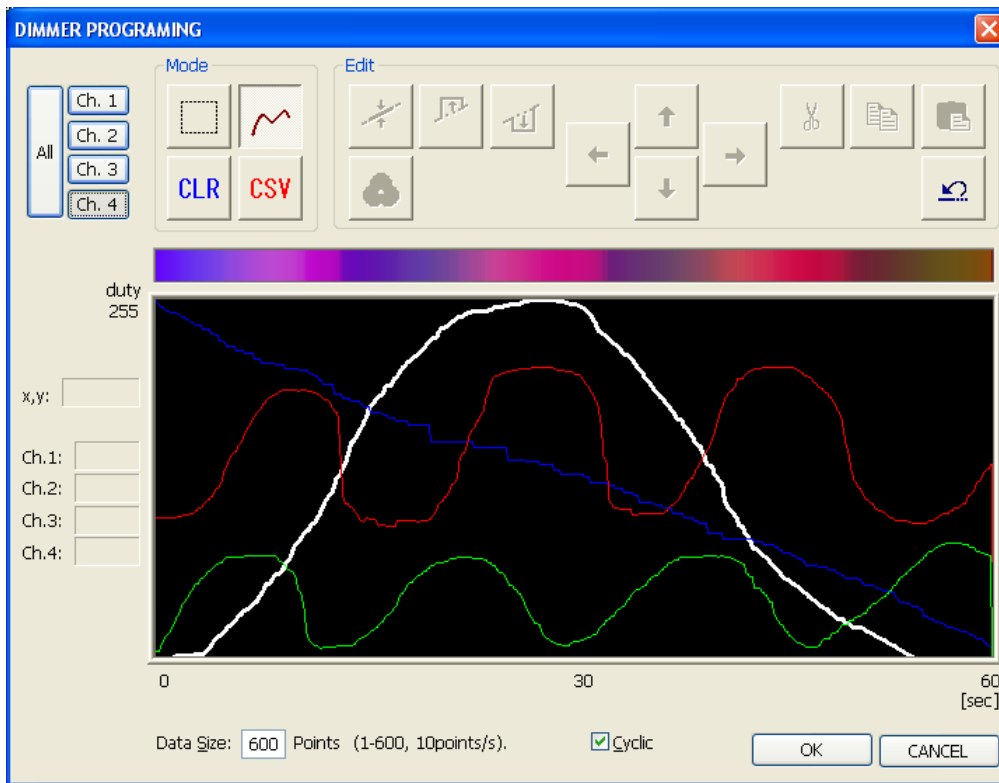 DIMMER PROGRAMING
Mode
Edit
All
Ch. 1
Ch. 2
Ch. 3
Ch. 4
CLR
CSV
duty
255
x,y:
Ch.1:
Ch.2:
Ch.3:
Ch.4:
0 30 60
[sec]
Data Size: 600 Points (1-600, 10points/s).
Cyclic
OK
CANCEL